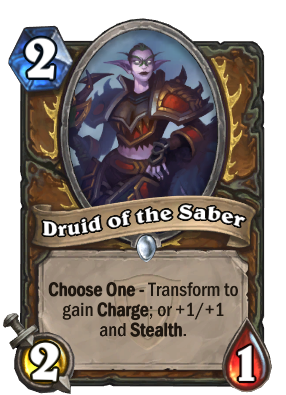 2
Druid of the Saber
Choose One - Transform to
gain Charge; or +1/+1
and Stealth.
2
1